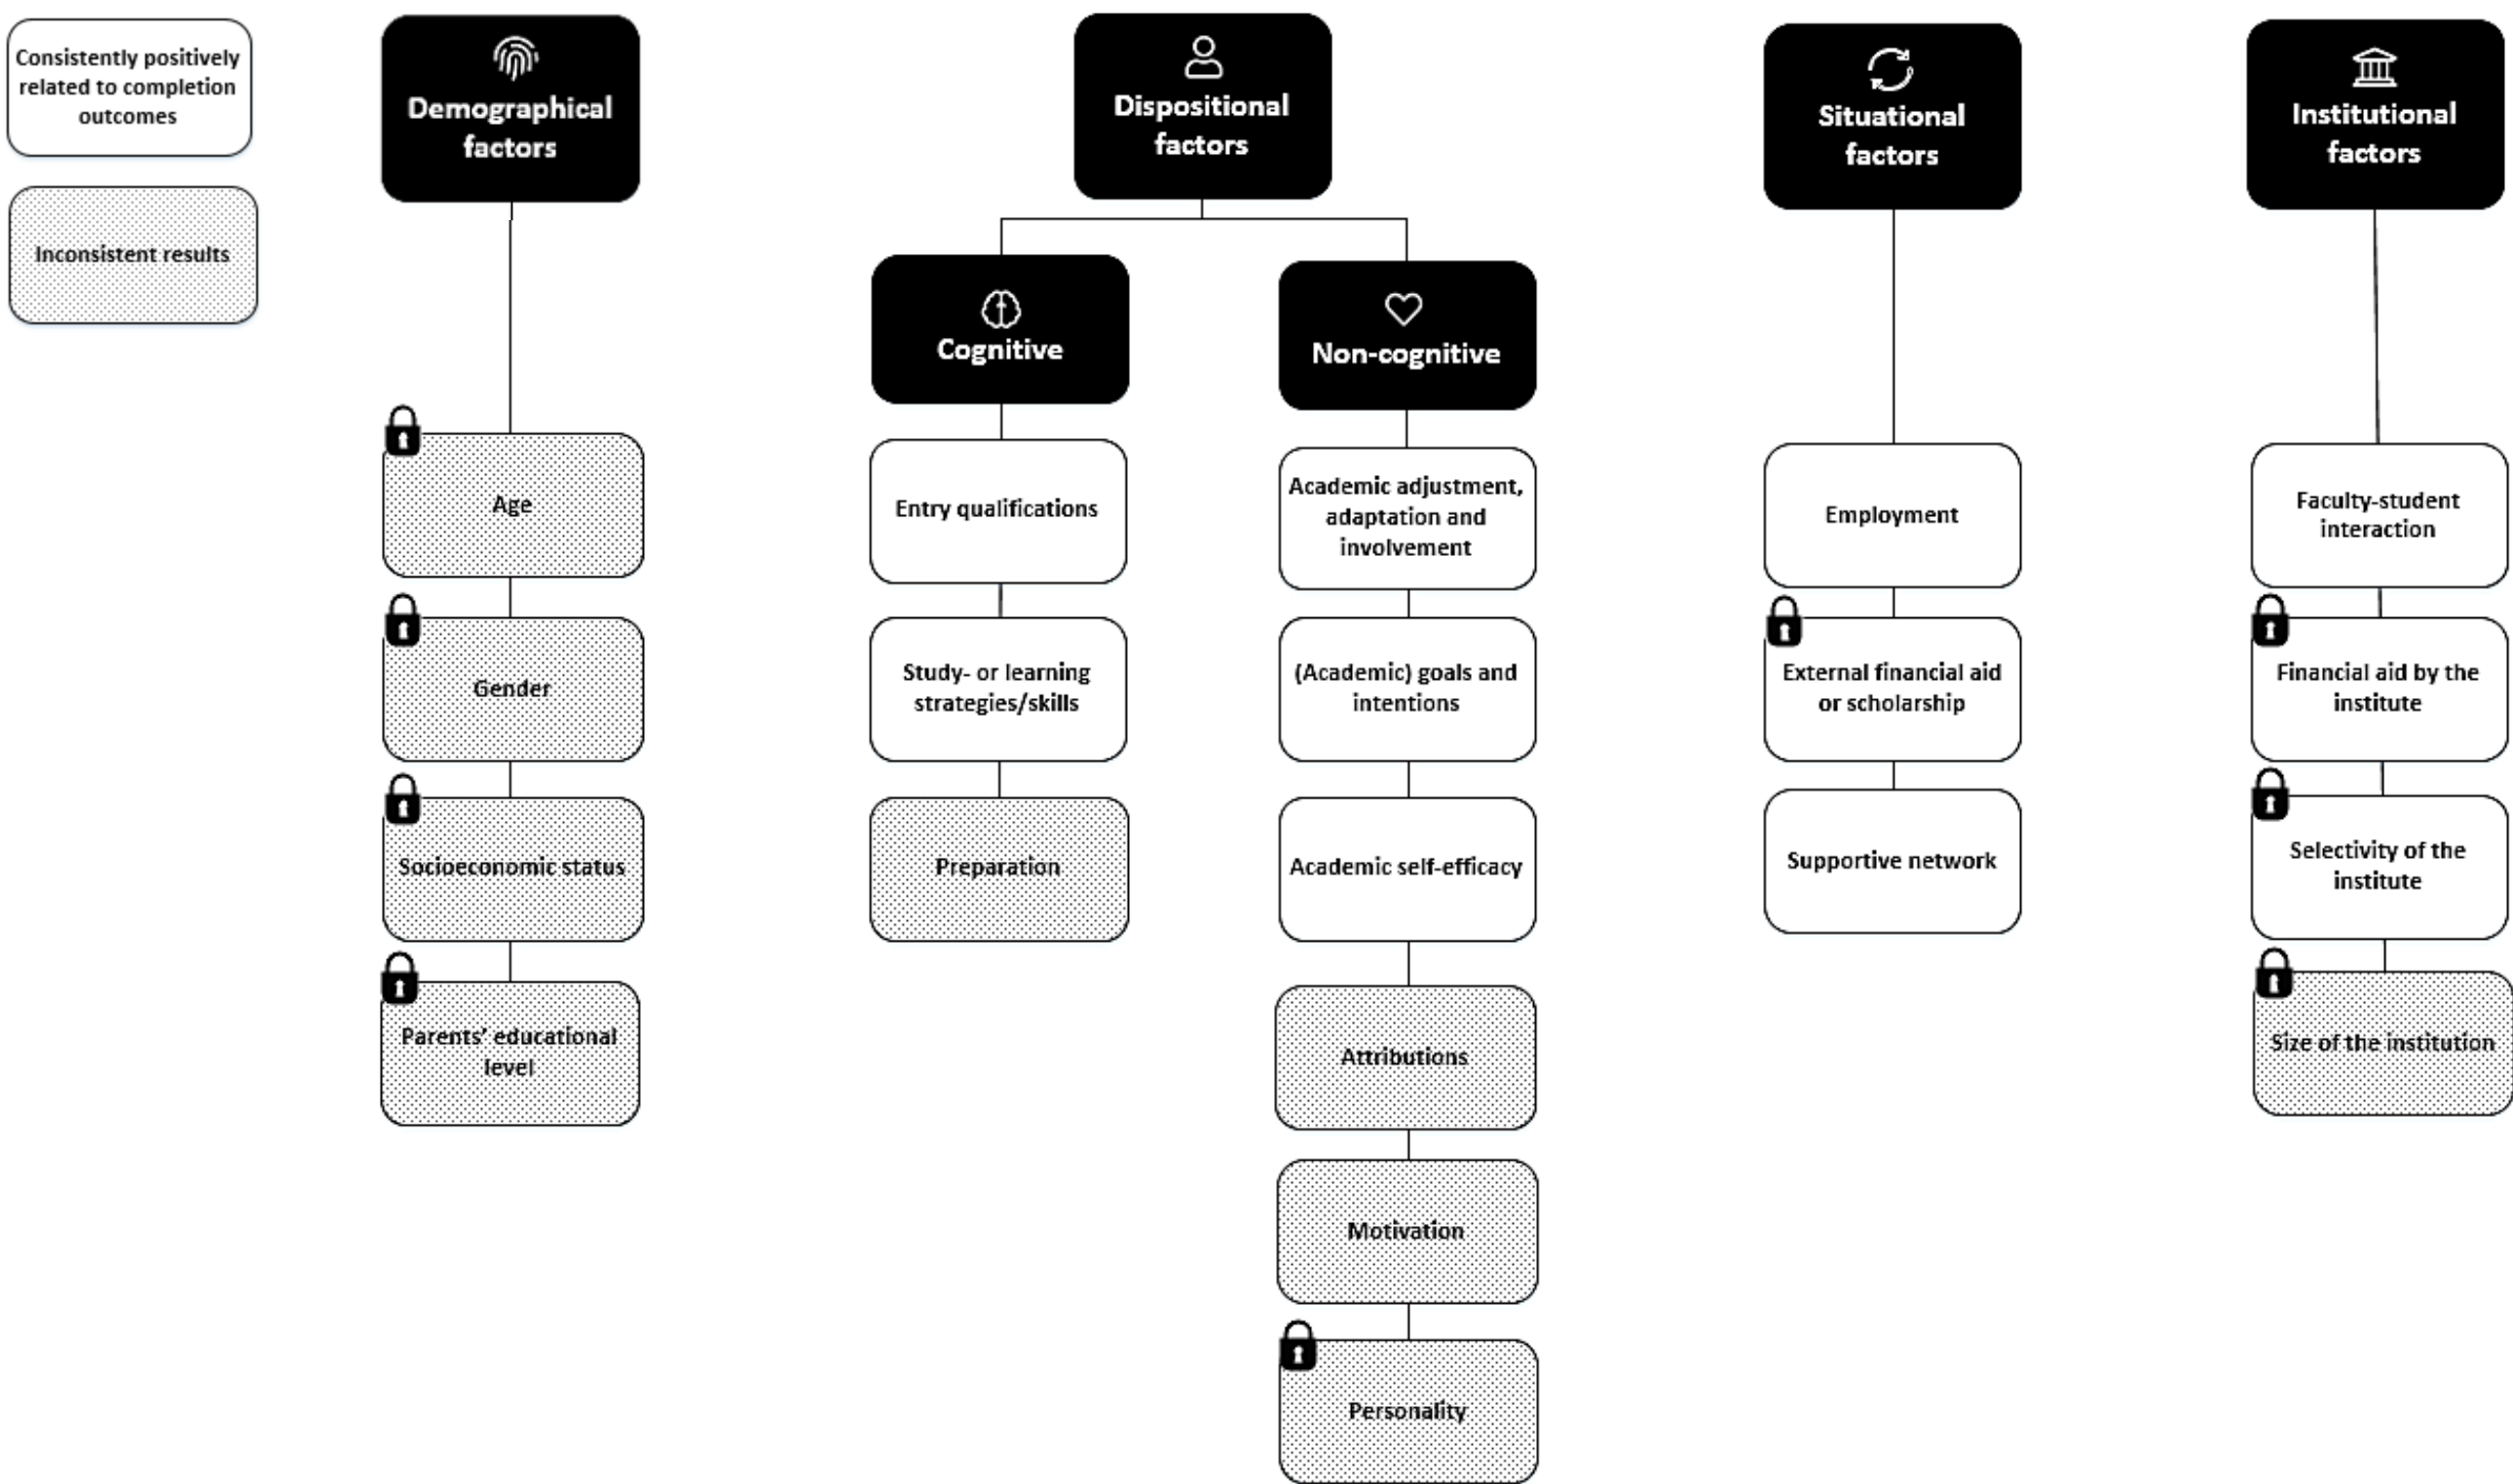 Consistently positively
related to completion
outcomes
Inconsistent results
Demographical
factors
Age
Gender
Socioeconomic status
Parents' educational
level
Dispositional
factors
Cognitive
Entry qualifications
Study- or learning
strategies/skills
Preparation
Non-cognitive
Academic adjustment,
adaptation and
involvement
(Academic) goals and
intentions
Academic self-efficacy
Attributions
Motivation
Personality
Situational
factors
Employment
External financial aid
or scholarship
Supportive network
Institutional
factors
Faculty-student
interaction
Financial aid by the
institute
Selectivity of the
institute
Size of the institution